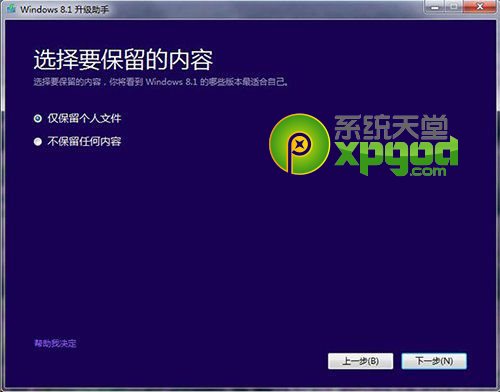 Windows 8.1 升级助手
选择要保留的内容
选择要保留的内容，你将看到 Windows 8.1 的哪些版本最适合自己。
仅保留个人文件
不保留任何内容
系统天堂
xpgod
.com
帮助我决定
上一步(B)
下一步(N)